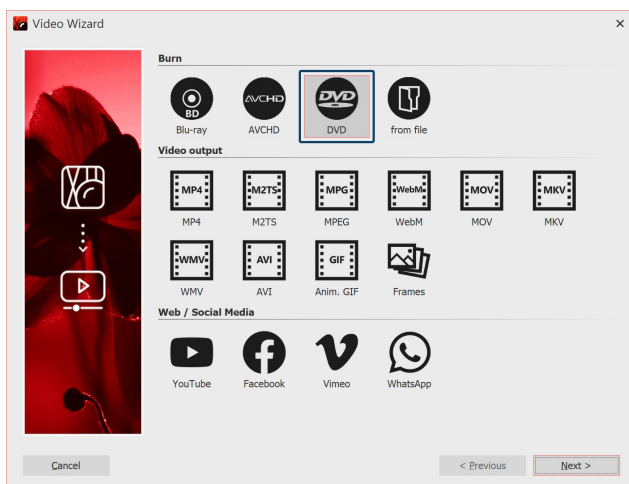 Video Wizard
Burn
BD AVCHD DVD
Blu-ray AVCHD DVD from file
Video output
MP4 M2TS MPG WebM MOV MKV
MP4 M2TS MPEG WebM MOV MKV
WMV AVI GIF
WMV AVI Anim. GIF Frames
Web / Social Media
YouTube Facebook Vimeo WhatsApp
Cancel < Previous Next >